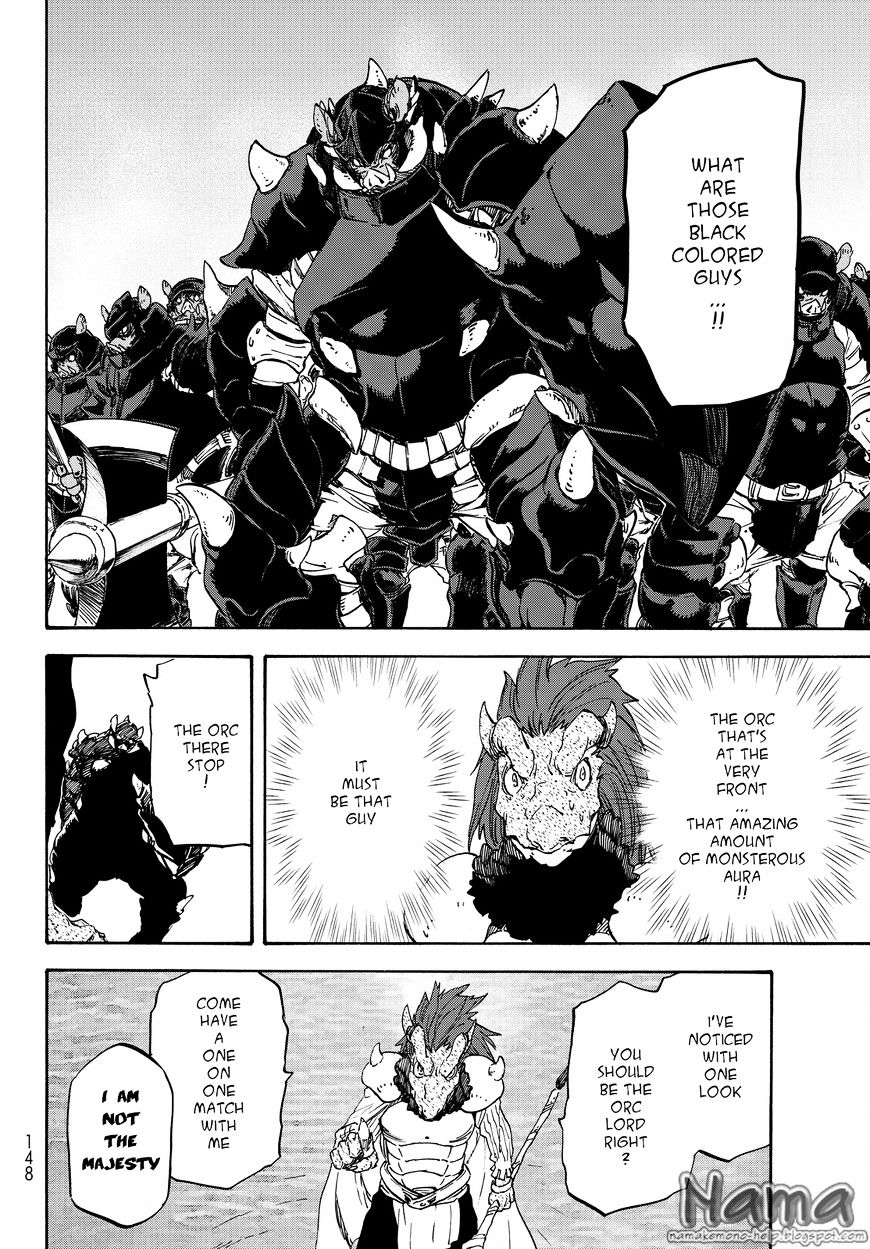 WHAT
ARE
THOSE
BLACK
COLORED
GUYS
...
!!
THE ORC
THAT'S
AT THE
VERY
FRONT
...
THAT AMAZING
AMOUNT
OF MONSTEROUS
AURA
!!
IT
MUST
BE THAT
GUY
THE ORC
THERE
STOP
!
I'VE
NOTICED
WITH
ONE
LOOK
YOU
SHOULD
BE THE
ORC
LORD
RIGHT
?
COME
HAVE
A
ONE
ON
ONE
MATCH
WITH
ME
I AM
NOT
THE
MAJESTY
148
Nama
namakemono-help.blogspot.com